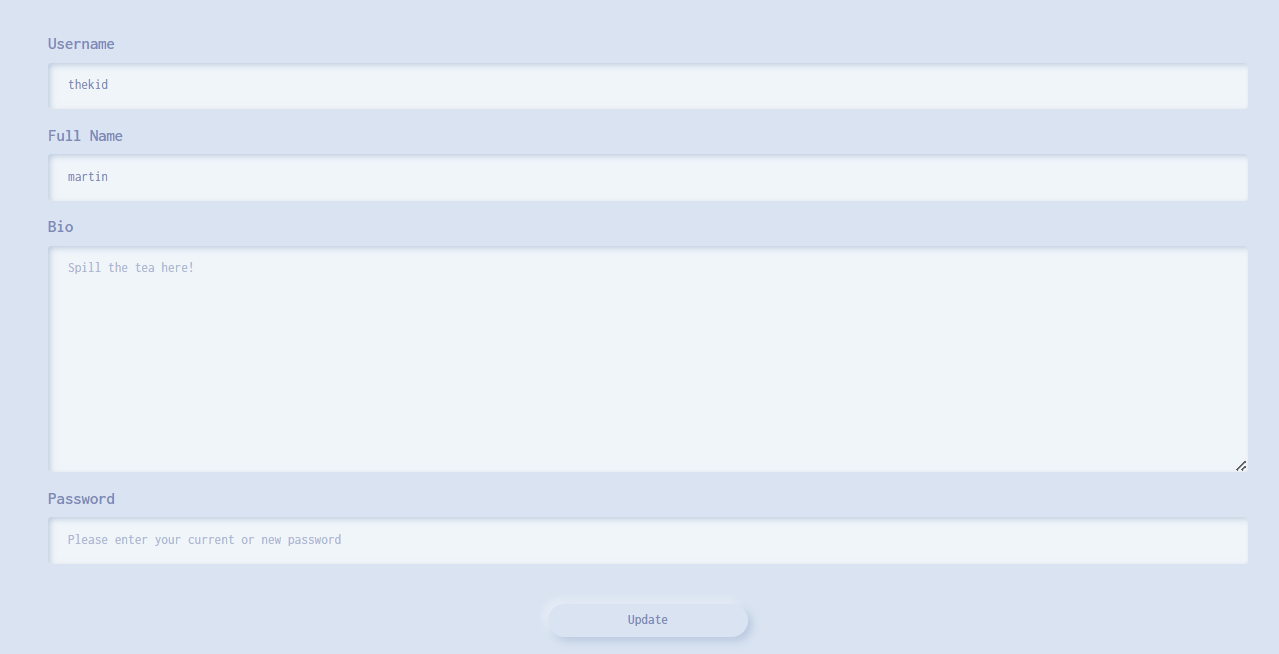 Username
thekid
Full Name
martin
Bio
Spill the tea here!
Password
Please enter your current or new password
Update